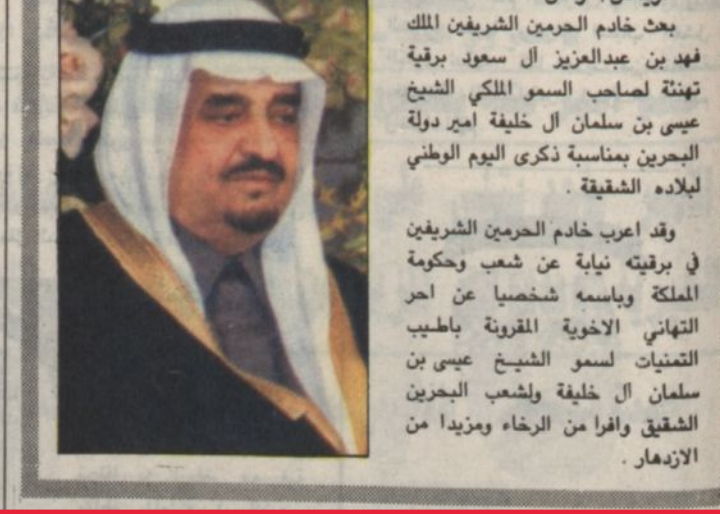 بعث خادم الحرمين الشريفين الملك
فهد بن عبدالعزيز آل سعود برقية
تهنئة لصاحب السمو الملكي الشيخ
عيسى بن سلمان آل خليفة امير دولة
البحرين بمناسبة ذكرى اليوم الوطني
لبلاده الشقيقة .
وقد اعرب خادم الحرمين الشريفين
في برقيته نيابة عن شعب وحكومة
المملكة وباسمه شخصيا عن احر
التهاني الاخوية المقرونة باطيب
التمنيات لسمو الشيخ عيسى بن
سلمان آل خليفة ولشعب البحرين
الشقيق وافرا من الرخاء ومزيدا من
الازدهار .